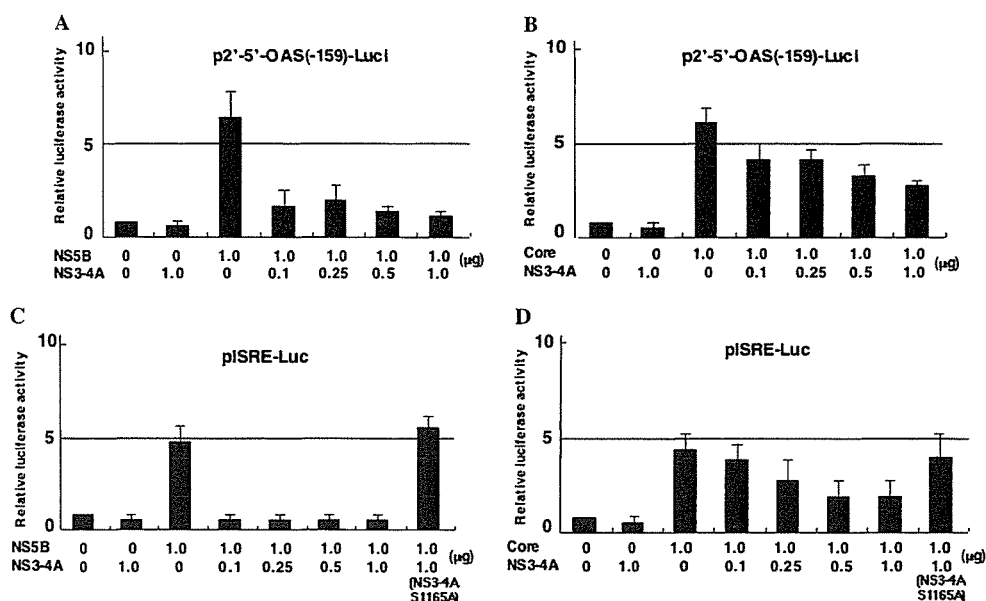 A
p2'-5'-OAS(-159)-Luci
Relative luciferase activity
10
5
0
NS5B 0 0 1.0 1.0 1.0 1.0 1.0 (μg)
NS3-4A 0 1.0 0 0.1 0.25 0.5 1.0
B
p2'-5'-OAS(-159)-Luci
Relative luciferase activity
10
5
0
Core 0 0 1.0 1.0 1.0 1.0 1.0 (μg)
NS3-4A 0 1.0 0 0.1 0.25 0.5 1.0
C
pISRE-Luc
Relative luciferase activity
10
5
0
NS5B 0 0 1.0 1.0 1.0 1.0 1.0 1.0 (μg)
NS3-4A 0 1.0 0 0.1 0.25 0.5 1.0 1.0
(NS3-4A
S1165A)
D
pISRE-Luc
Relative luciferase activity
10
5
0
Core 0 0 1.0 1.0 1.0 1.0 1.0 1.0 (μg)
NS3-4A 0 1.0 0 0.1 0.25 0.5 1.0 1.0
(NS3-4A
S1165A)